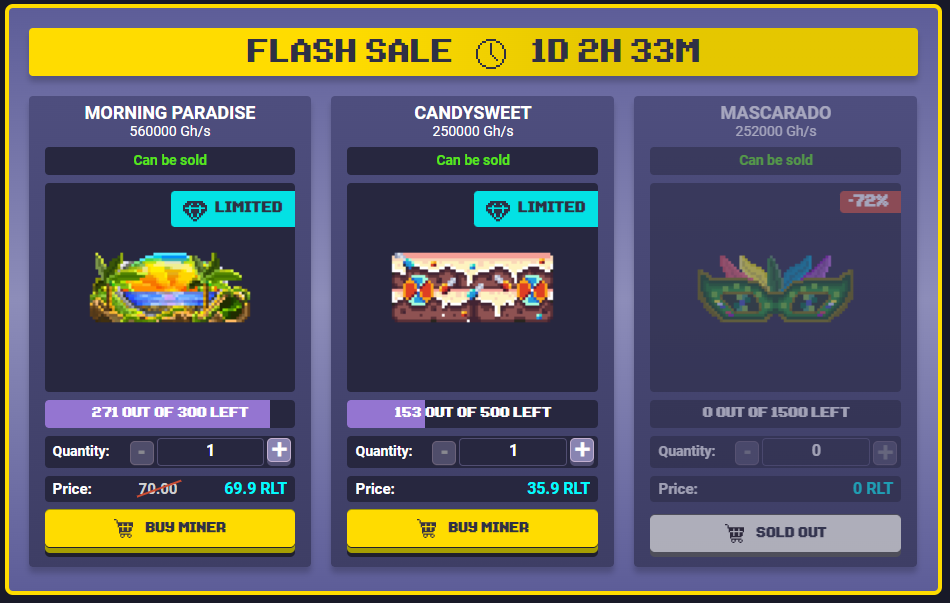 FLASH SALE 1D 2H 33M
MORNING PARADISE
560000 Gh/s
Can be sold
LIMITED
271 OUT OF 300 LEFT
Quantity: - 1 +
Price: 70.00 69.9 RLT
BUY MINER
CANDYSWEET
250000 Gh/s
Can be sold
LIMITED
153 OUT OF 500 LEFT
Quantity: - 1 +
Price: 35.9 RLT
BUY MINER
MASCARADO
252000 Gh/s
Can be sold
-72%
0 OUT OF 1500 LEFT
Quantity: - 0 +
Price: 0 RLT
SOLD OUT